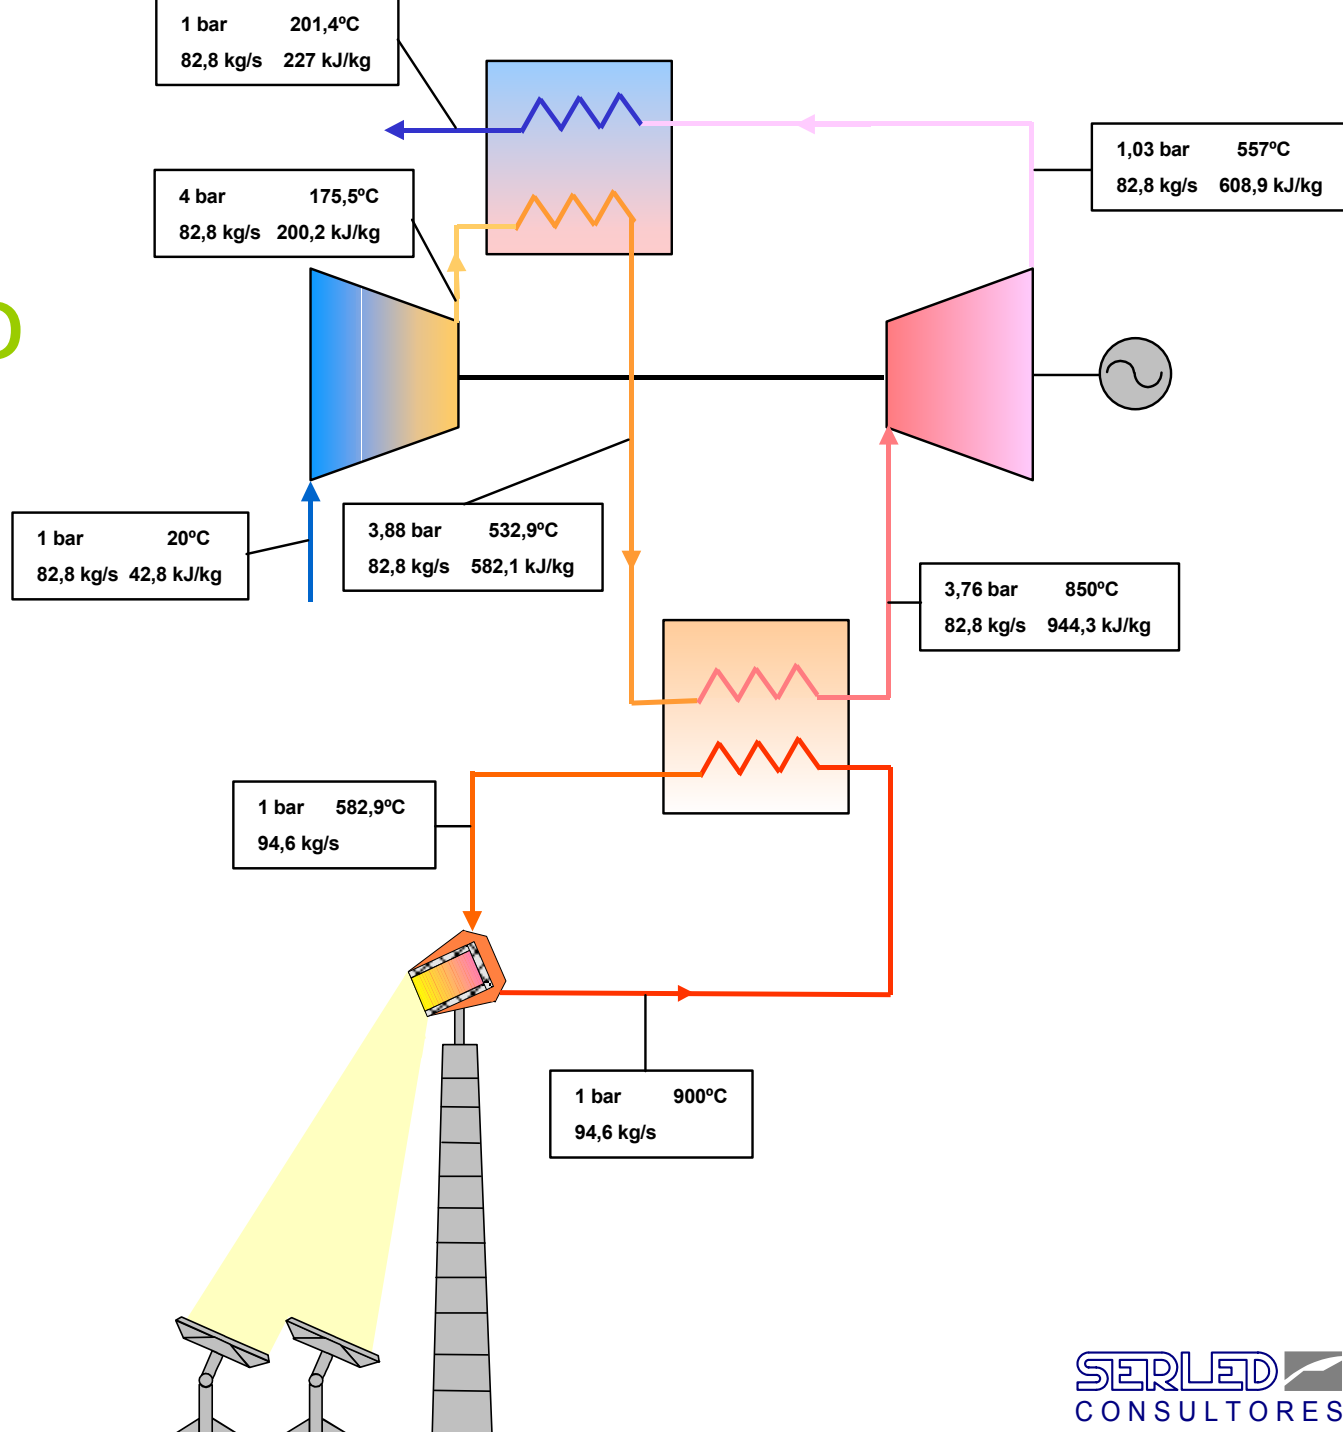 1 bar 201,4ºC
82,8 kg/s 227 kJ/kg
1,03 bar 557ºC
82,8 kg/s 608,9 kJ/kg
4 bar 175,5ºC
82,8 kg/s 200,2 kJ/kg
1 bar 20ºC
82,8 kg/s 42,8 kJ/kg
3,88 bar 532,9ºC
82,8 kg/s 582,1 kJ/kg
3,76 bar 850ºC
82,8 kg/s 944,3 kJ/kg
1 bar 582,9ºC
94,6 kg/s
1 bar 900ºC
94,6 kg/s
SERLED
CONSULTORES